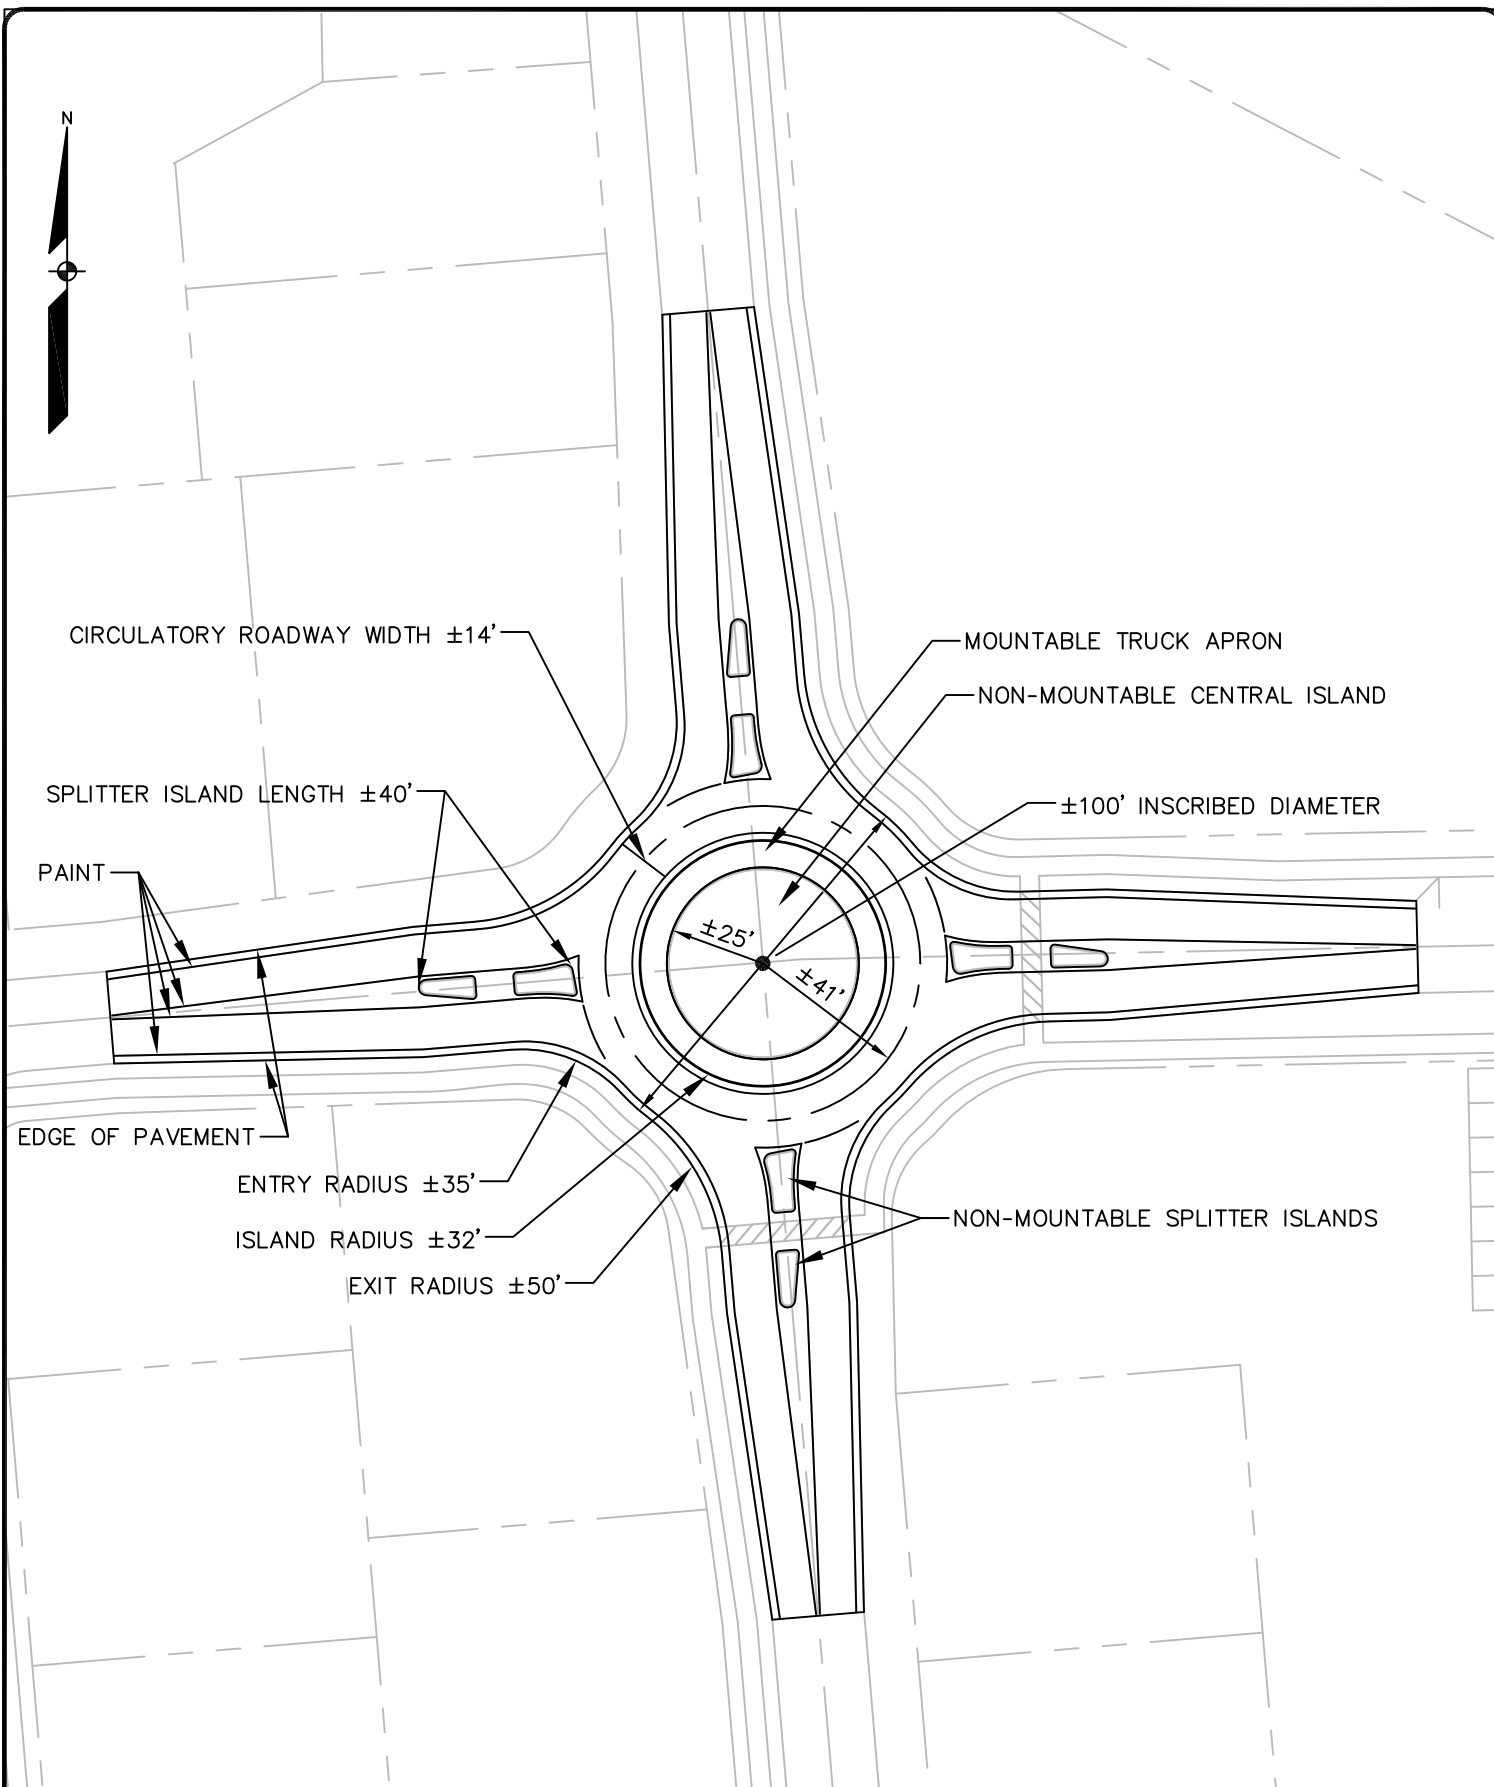 N
CIRCULATORY ROADWAY WIDTH ±14'
MOUNTABLE TRUCK APRON
NON-MOUNTABLE CENTRAL ISLAND
SPLITTER ISLAND LENGTH ±40'
±100' INSCRIBED DIAMETER
PAINT
±25'
±41'
EDGE OF PAVEMENT
ENTRY RADIUS ±35'
NON-MOUNTABLE SPLITTER ISLANDS
ISLAND RADIUS ±32'
EXIT RADIUS ±50'